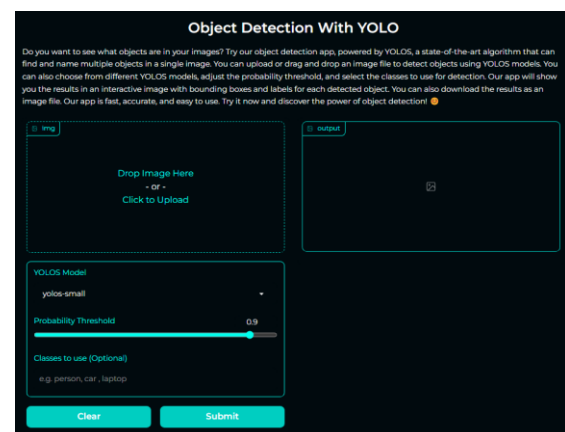 Object Detection With YOLO
Do you want to see what objects are in your images? Try our object detection app, powered by YOLOS, a state-of-the-art algorithm that can
find and name multiple objects in a single image. You can upload or drag and drop an image file to detect objects using YOLOS models. You
can also choose from different YOLOS models, adjust the probability threshold, and select the classes to use for detection. Our app will show
you the results in an interactive image with bounding boxes and labels for each detected object. You can also download the results as an
image file. Our app is fast, accurate, and easy to use. Try it now and discover the power of object detection! 😊
img
output
Drop Image Here
- or -
Click to Upload
YOLOS Model
yolos-small
Probability Threshold
0.9
Classes to use (Optional)
e.g. person, car , laptop
Clear
Submit